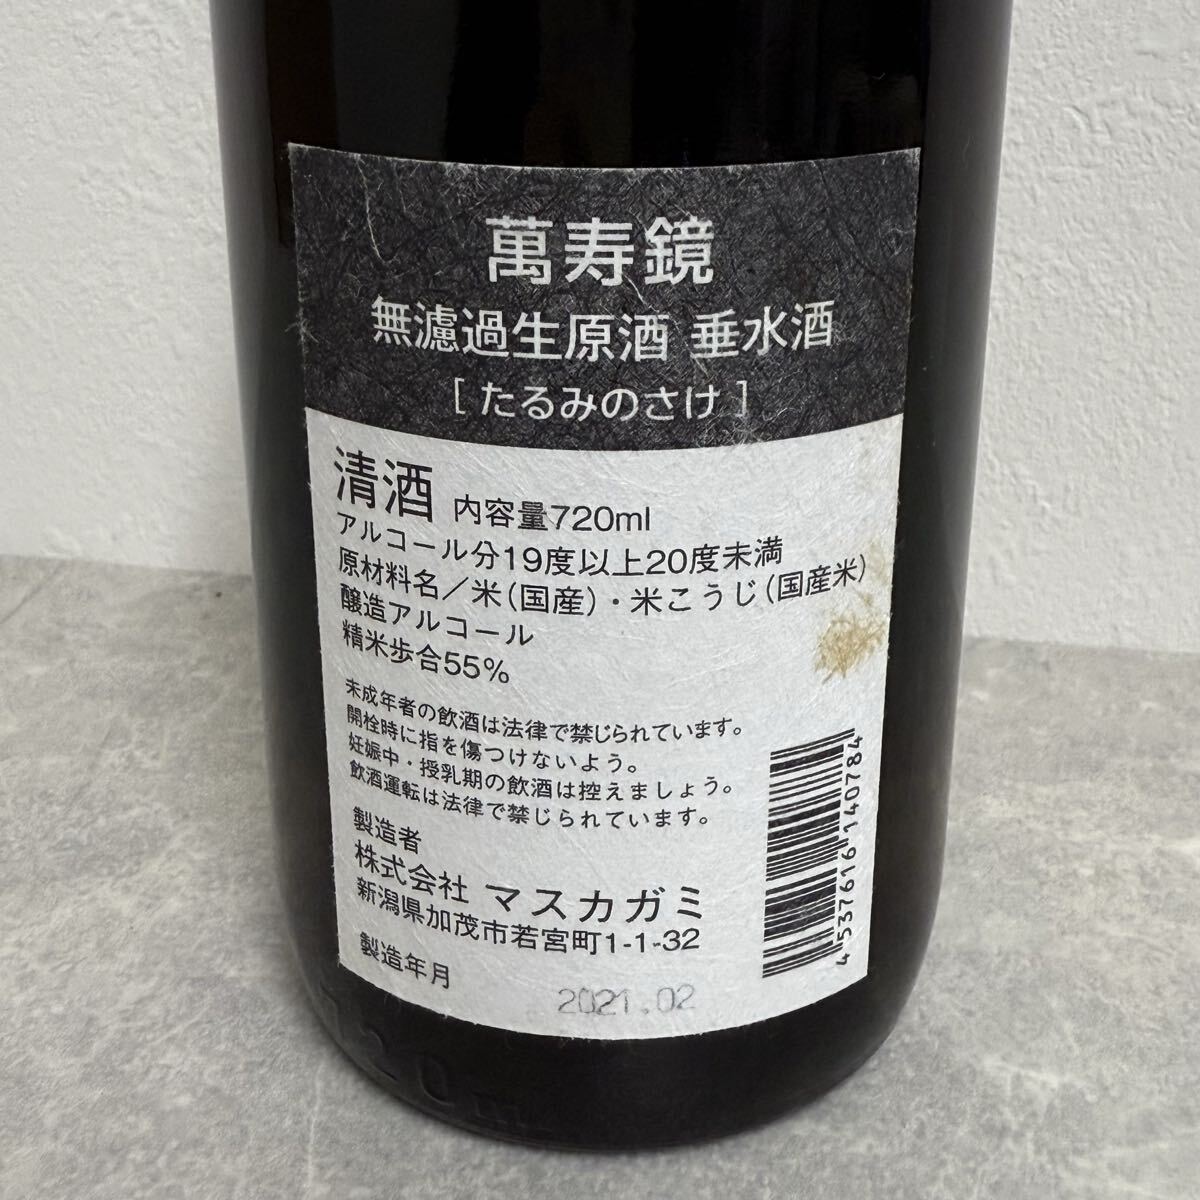 萬寿鏡
無濾過生原酒 垂水酒
[ たるみのさけ ]
清酒 内容量720ml
アルコール分19度以上20度未満
原材料名／米(国産)・米こうじ(国産米)
醸造アルコール
精米歩合55%
未成年者の飲酒は法律で禁じられています。
開栓時に指を傷つけないよう。
妊娠中・授乳期の飲酒は控えましょう。
飲酒運転は法律で禁じられています。
製造者
株式会社 マスカガミ
新潟県加茂市若宮町1-1-32
製造年月 2021.02
4537616140784